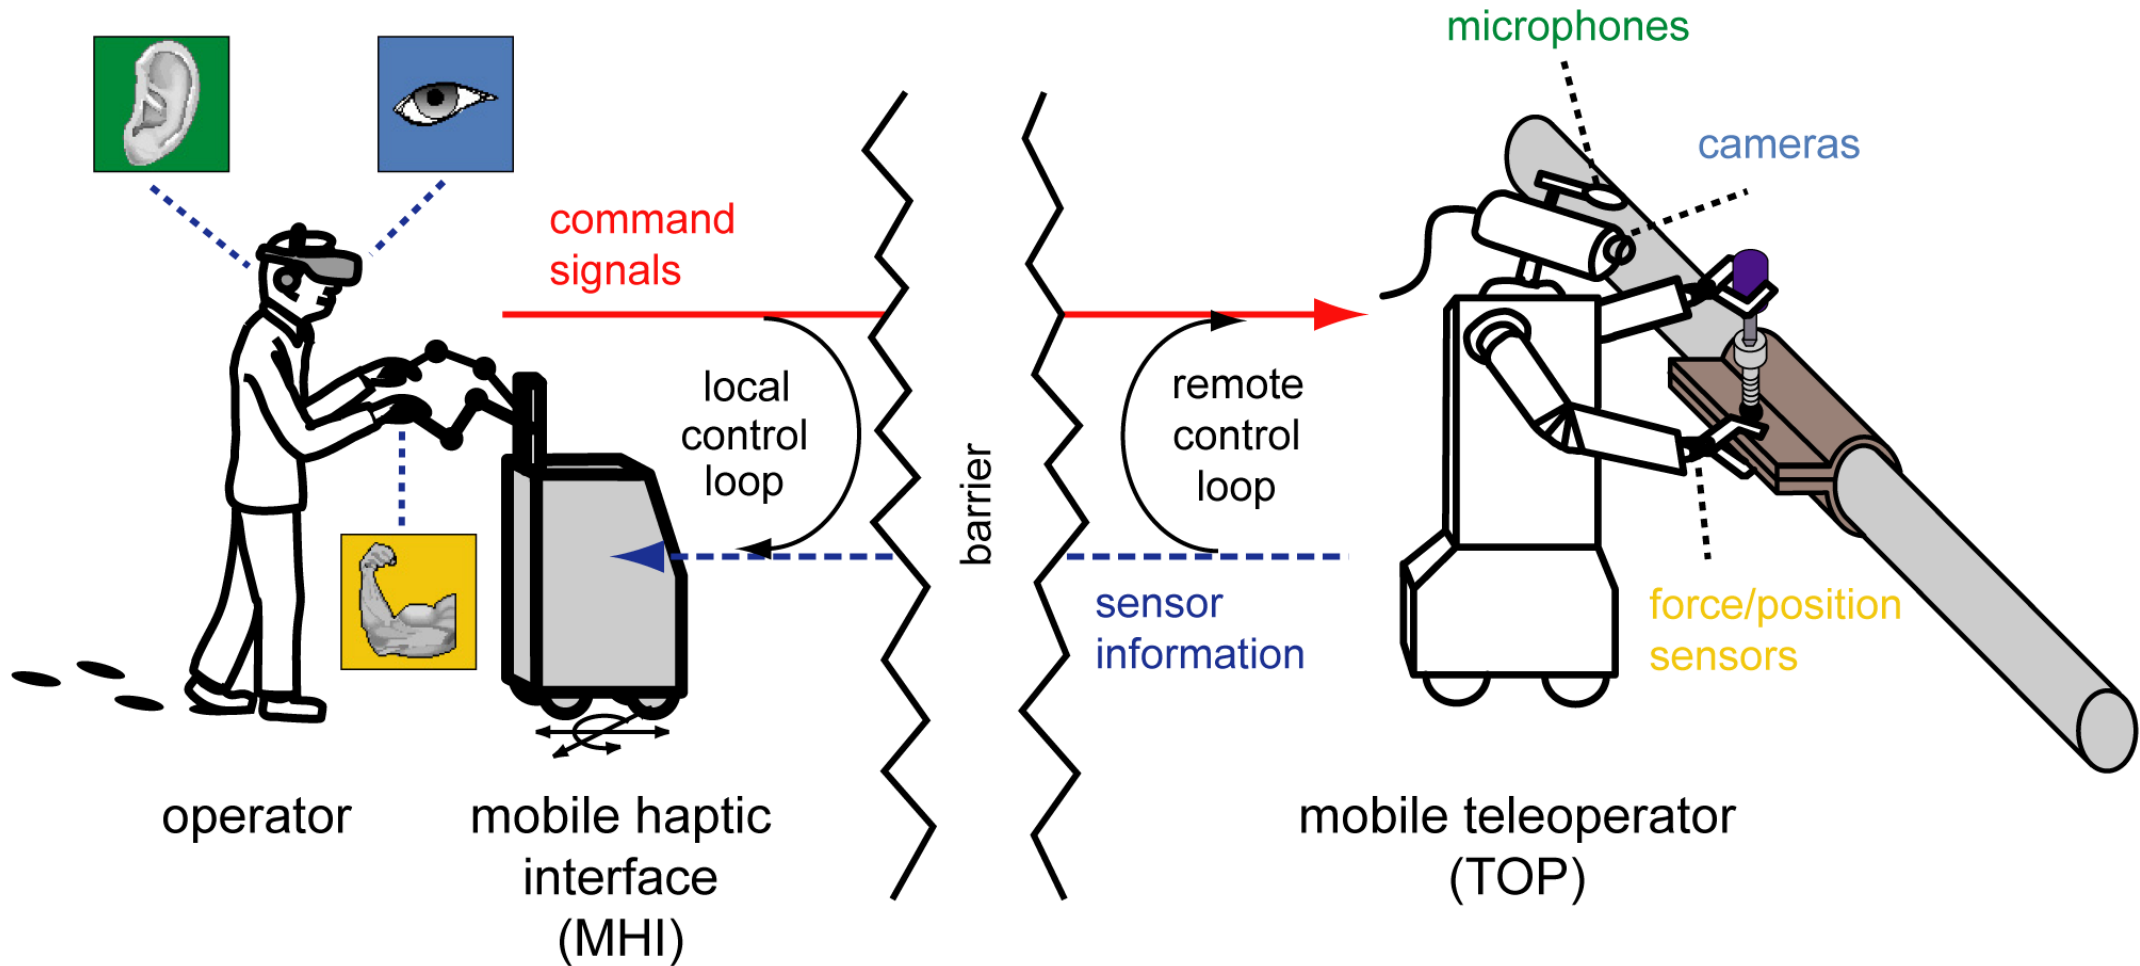 microphones
cameras
command
signals
local
control
loop
barrier
remote
control
loop
sensor
information
force/position
sensors
operator
mobile haptic
interface
(MHI)
mobile teleoperator
(TOP)